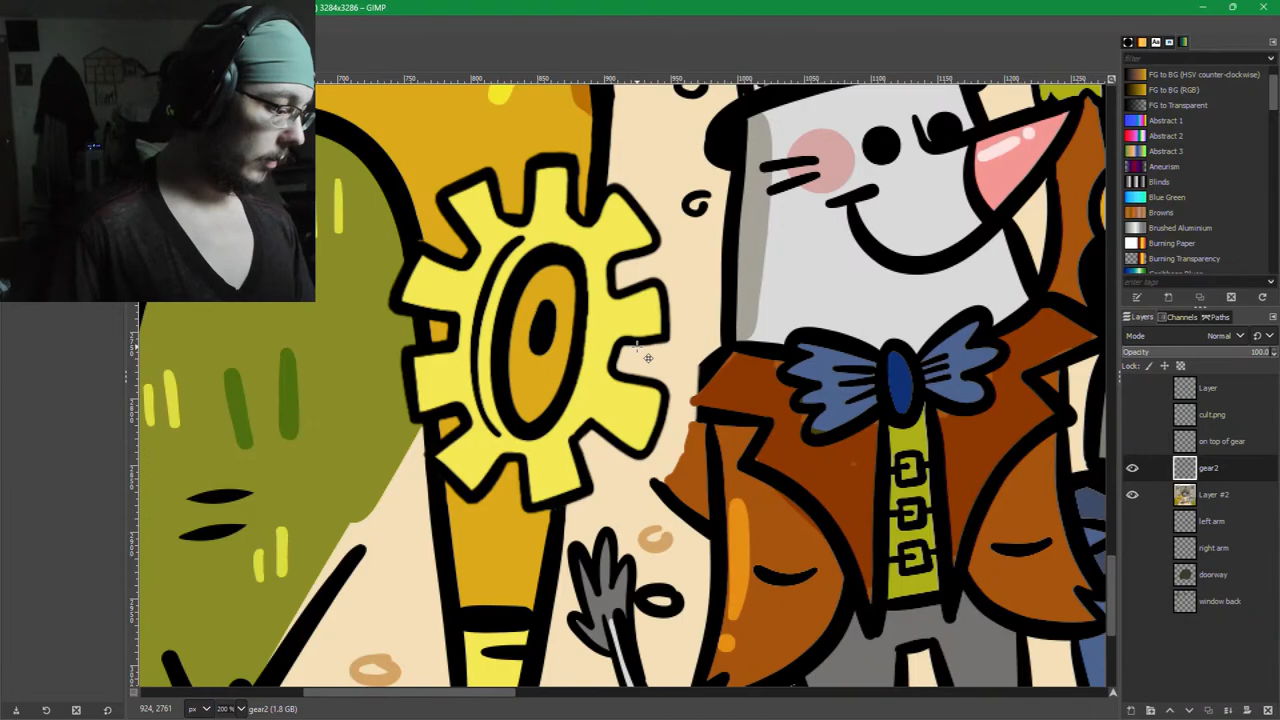 ) 3284x3286 – GIMP
700 750 800 850 900 950 1000 1050 1100 1150 1200 1250
filter
FG to BG (HSV counter-clockwise)
FG to BG (RGB)
FG to Transparent
Abstract 1
Abstract 2
Abstract 3
Aneurism
Blinds
Blue Green
Browns
Brushed Aluminium
Burning Paper
Burning Transparency
enter tags
Layers Channels Paths
Mode Normal
Opacity 100.0
Lock:
Layer
cult.png
on top of gear
gear2
Layer #2
left arm
right arm
doorway
window back
924, 2761 px 200 % gear2 (1.8 GB)